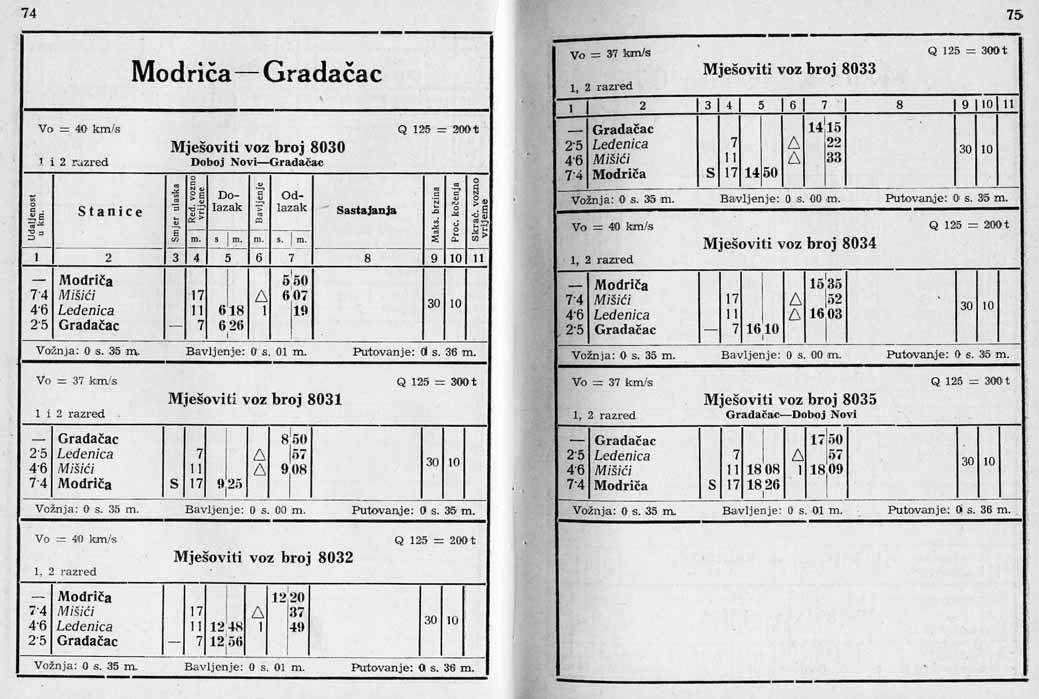 74
Modriča—Gradačac
Vo = 40 km/s Q 125 = 200 t
Mješoviti voz broj 8030
1 i 2 razred Doboj Novi—Gradačac
Udaljenost u km. Stanice Smjer ulaska Red. vozno vrijeme Do-lazak Bavljenje Od-lazak Sastajanja Maks. brzina Proc. kočenja Skrać. vozno vrijeme
m. s m. m. s. m.
1 2 3 4 5 6 7 8 9 10 11
— Modriča 5 50
7·4 Mišići 17 △ 6 07
4·6 Ledenica 11 6 18 1 19 30 10
2·5 Gradačac — 7 6 26
Vožnja: 0 s. 35 m. Bavljenje: 0 s. 01 m. Putovanje: 0 s. 36 m.
Vo = 37 km/s Q 125 = 300 t
Mješoviti voz broj 8031
1 i 2 razred
— Gradačac 8 50
2·5 Ledenica 7 △ 57
4·6 Mišići 11 △ 9 08 30 10
7·4 Modriča S 17 9 25
Vožnja: 0 s. 35 m. Bavljenje: 0 s. 00 m. Putovanje: 0 s. 35 m.
Vo = 40 km/s Q 125 = 200 t
Mješoviti voz broj 8032
1, 2 razred
— Modriča 12 20
7·4 Mišići 17 △ 37
4·6 Ledenica 11 12 48 1 49 30 10
2·5 Gradačac — 7 12 56
Vožnja: 0 s. 35 m. Bavljenje: 0 s. 01 m. Putovanje: 0 s. 36 m.
75
Vo = 37 km/s Q 125 = 300 t
Mješoviti voz broj 8033
1, 2 razred
1 2 3 4 5 6 7 8 9 10 11
— Gradačac 14 15
2·5 Ledenica 7 △ 22
4·6 Mišići 11 △ 33 30 10
7·4 Modriča S 17 14 50
Vožnja: 0 s. 35 m. Bavljenje: 0 s. 00 m. Putovanje: 0 s. 35 m.
Vo = 40 km/s Q 125 = 200 t
Mješoviti voz broj 8034
1, 2 razred
— Modriča 15 35
7·4 Mišići 17 △ 52
4·6 Ledenica 11 △ 16 03 30 10
2·5 Gradačac — 7 16 10
Vožnja: 0 s. 35 m. Bavljenje: 0 s. 00 m. Putovanje: 0 s. 35 m.
Vo = 37 km/s Q 125 = 300 t
Mješoviti voz broj 8035
1, 2 razred Gradačac—Doboj Novi
— Gradačac 17 50
2·5 Ledenica 7 △ 57
4·6 Mišići 11 18 08 1 18 09 30 10
7·4 Modriča S 17 18 26
Vožnja: 0 s. 35 m. Bavljenje: 0 s. 01 m. Putovanje: 0 s. 36 m.